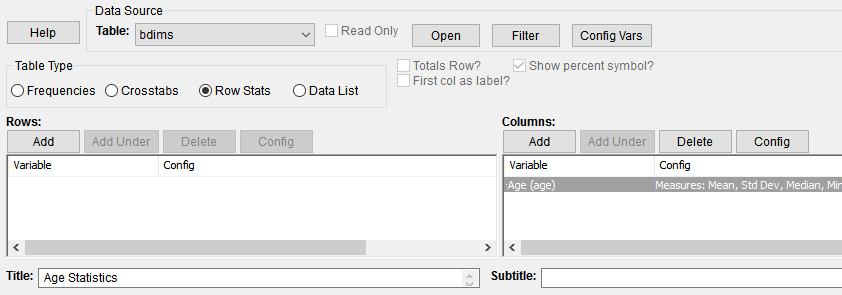 Data Source
Help
Table: bdims Read Only Open Filter Config Vars
Table Type
Frequencies Crosstabs Row Stats Data List
Totals Row? Show percent symbol?
First col as label?
Rows: Columns:
Add Add Under Delete Config Add Add Under Delete Config
Variable Config Variable Config
Age (age) Measures: Mean, Std Dev, Median, Min
Title: Age Statistics Subtitle: